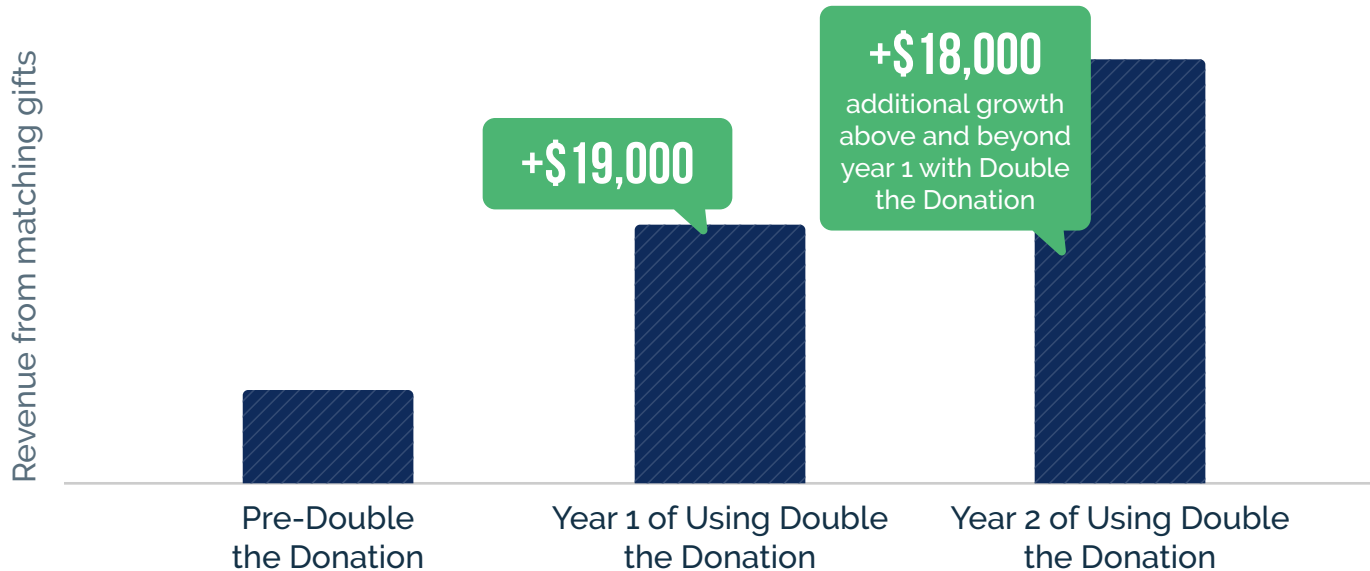 Revenue from matching gifts
+$19,000
+$18,000
additional growth
above and beyond
year 1 with Double
the Donation
Pre-Double
the Donation
Year 1 of Using Double
the Donation
Year 2 of Using Double
the Donation